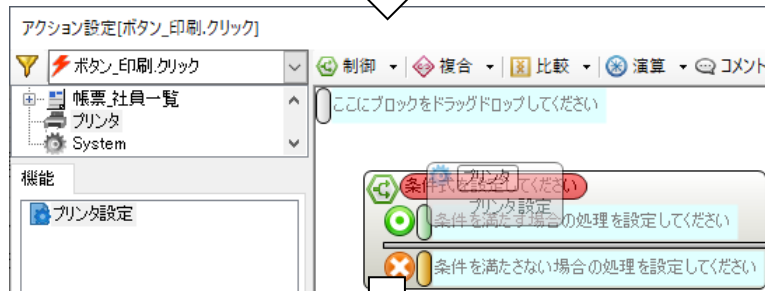 アクション設定[ボタン_印刷.クリック]
ボタン_印刷.クリック
制御 複合 比較 演算 コメント
帳票_社員一覧
プリンタ
System
ここにブロックをドラッグドロップしてください
機能
プリンタ設定
プリンタ
条件式を設定してください
プリンタ設定
条件を満たす場合の処理を設定してください
条件を満たさない場合の処理を設定してください